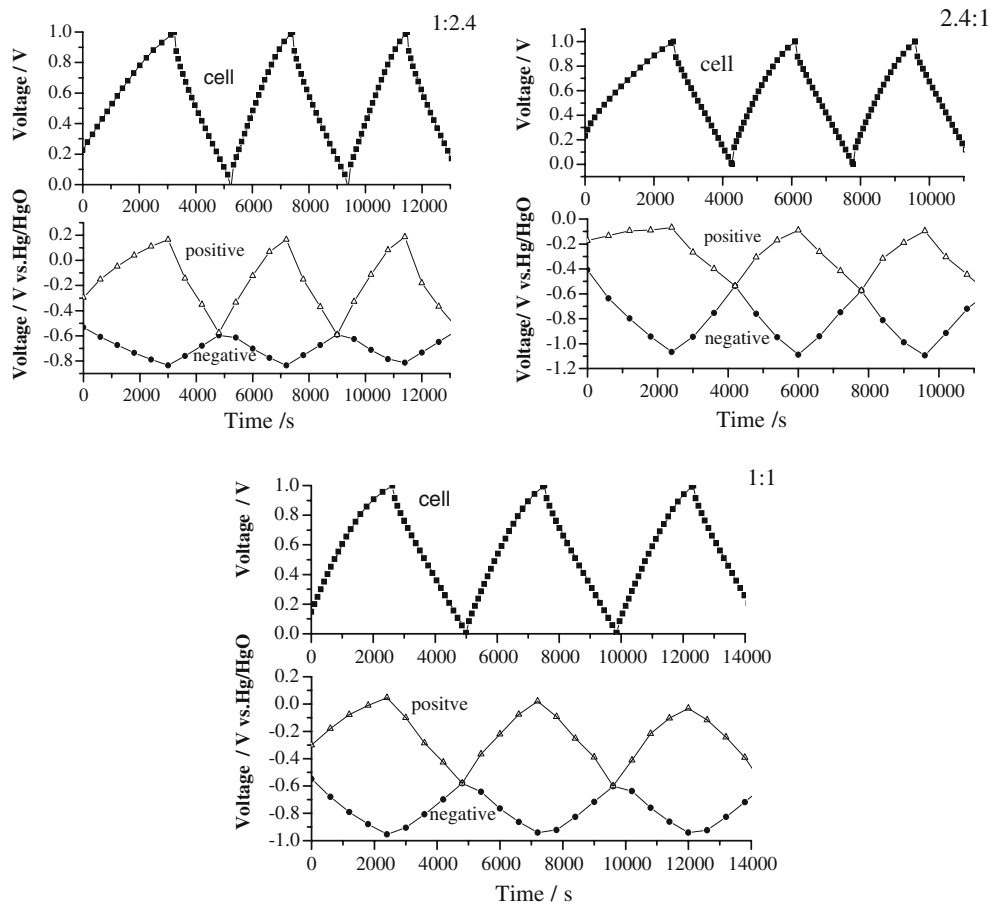 1:2.4
Voltage / V
1.0
0.8
0.6
0.4
0.2
0.0
cell
0 2000 4000 6000 8000 10000 12000
Voltage / V vs.Hg/HgO
0.2
0.0
-0.2
-0.4
-0.6
-0.8
positive
negative
0 2000 4000 6000 8000 10000 12000
Time /s
2.4:1
Voltage / V
1.0
0.8
0.6
0.4
0.2
0.0
cell
0 2000 4000 6000 8000 10000
Voltage/ V vs.Hg/HgO
-0.0
-0.2
-0.4
-0.6
-0.8
-1.0
-1.2
positive
negative
0 2000 4000 6000 8000 10000
Time /s
1:1
Voltage / V
1.0
0.8
0.6
0.4
0.2
0.0
cell
0 2000 4000 6000 8000 10000 12000 14000
Voltage / V vs.Hg/HgO
0.2
0.0
-0.2
-0.4
-0.6
-0.8
-1.0
positve
negative
0 2000 4000 6000 8000 10000 12000 14000
Time / s